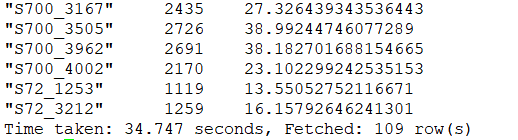 "S700_3167"	2435	27.326439343536443
"S700_3505"	2726	38.99244746077289
"S700_3962"	2691	38.182701688154665
"S700_4002"	2170	23.102299242535153
"S72_1253"	1119	13.55052752116671
"S72_3212"	1259	16.15792646241301
Time taken: 34.747 seconds, Fetched: 109 row(s)